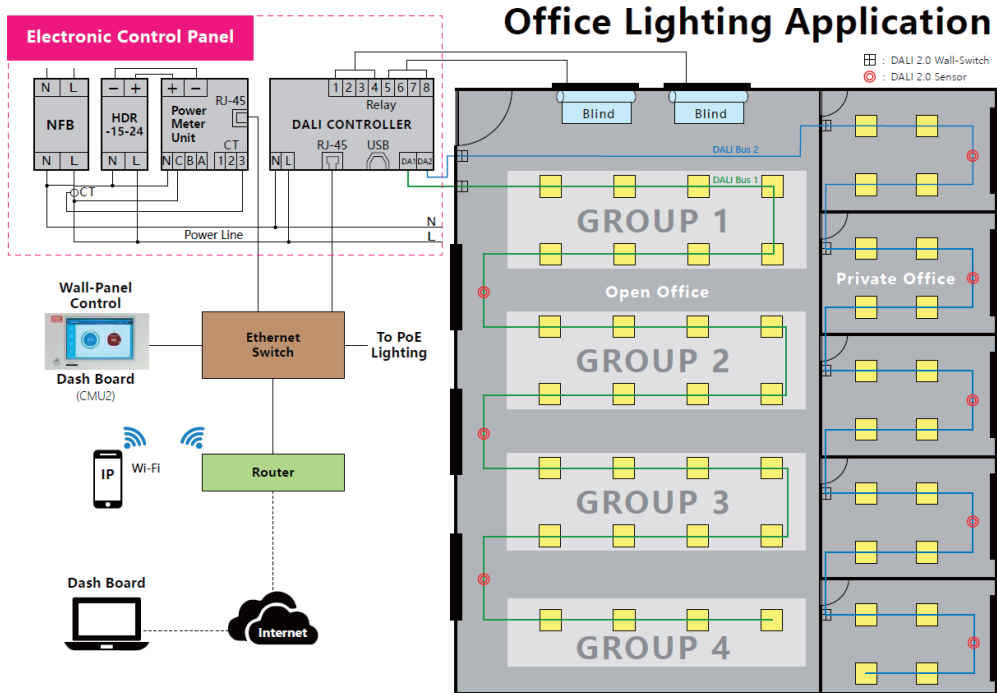 Office Lighting Application
Electronic Control Panel
: DALI 2.0 Wall-Switch
: DALI 2.0 Sensor
N L
NFB
N L
− +
HDR
-15-24
N L
+ −
RJ-45
Power
Meter
Unit
CT
N C B A 1 2 3
1 2 3 4 5 6 7 8
Relay
DALI CONTROLLER
RJ-45 USB
N L
DA1 DA2
CT
N
Power Line
L
Blind
Blind
DALI Bus 2
DALI Bus 1
GROUP 1
Open Office
Private Office
GROUP 2
GROUP 3
GROUP 4
Wall-Panel
Control
Dash Board
(CMU2)
Ethernet
Switch
To PoE
Lighting
IP
Wi-Fi
Router
Dash Board
Internet